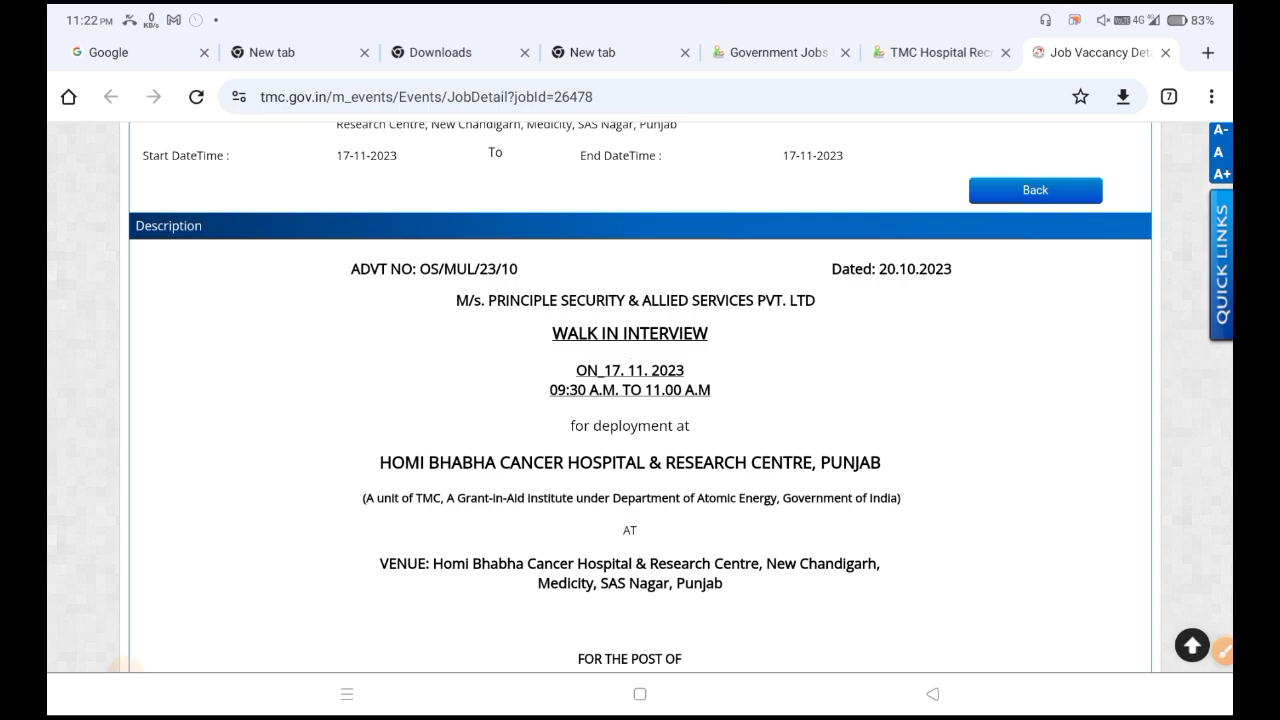 11:22 PM 0 KB/s 4G 83%
Google New tab Downloads New tab Government Jobs TMC Hospital Recr Job Vaccancy Det
tmc.gov.in/m_events/Events/JobDetail?jobId=26478 7
Research Centre, New Chandigarh, Medicity, SAS Nagar, Punjab
Start DateTime : 17-11-2023 To End DateTime : 17-11-2023
Back
Description
ADVT NO: OS/MUL/23/10 Dated: 20.10.2023
M/s. PRINCIPLE SECURITY & ALLIED SERVICES PVT. LTD
WALK IN INTERVIEW
ON_17. 11. 2023
09:30 A.M. TO 11.00 A.M
for deployment at
HOMI BHABHA CANCER HOSPITAL & RESEARCH CENTRE, PUNJAB
(A unit of TMC, A Grant-in-Aid Institute under Department of Atomic Energy, Government of India)
AT
VENUE: Homi Bhabha Cancer Hospital & Research Centre, New Chandigarh,
Medicity, SAS Nagar, Punjab
FOR THE POST OF
A-
A
A+
QUICK LINKS